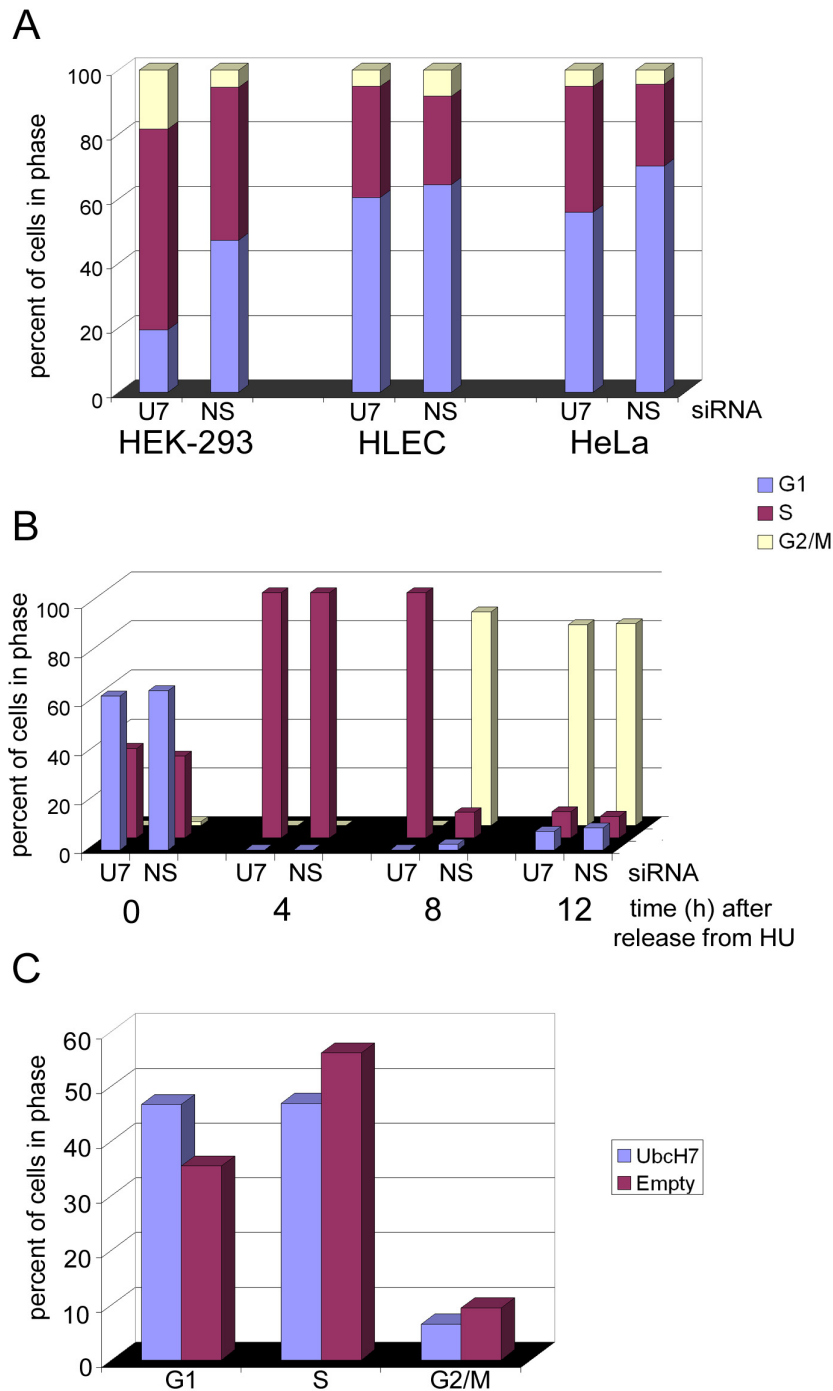 A
percent of cells in phase
100
80
60
40
20
0
U7 NS U7 NS U7 NS siRNA
HEK-293 HLEC HeLa
G1
S
G2/M
B
percent of cells in phase
100
80
60
40
20
0
U7 NS U7 NS U7 NS U7 NS siRNA
0 4 8 12 time (h) after
release from HU
C
percent of cells in phase
60
50
40
30
20
10
0
G1 S G2/M
UbcH7
Empty